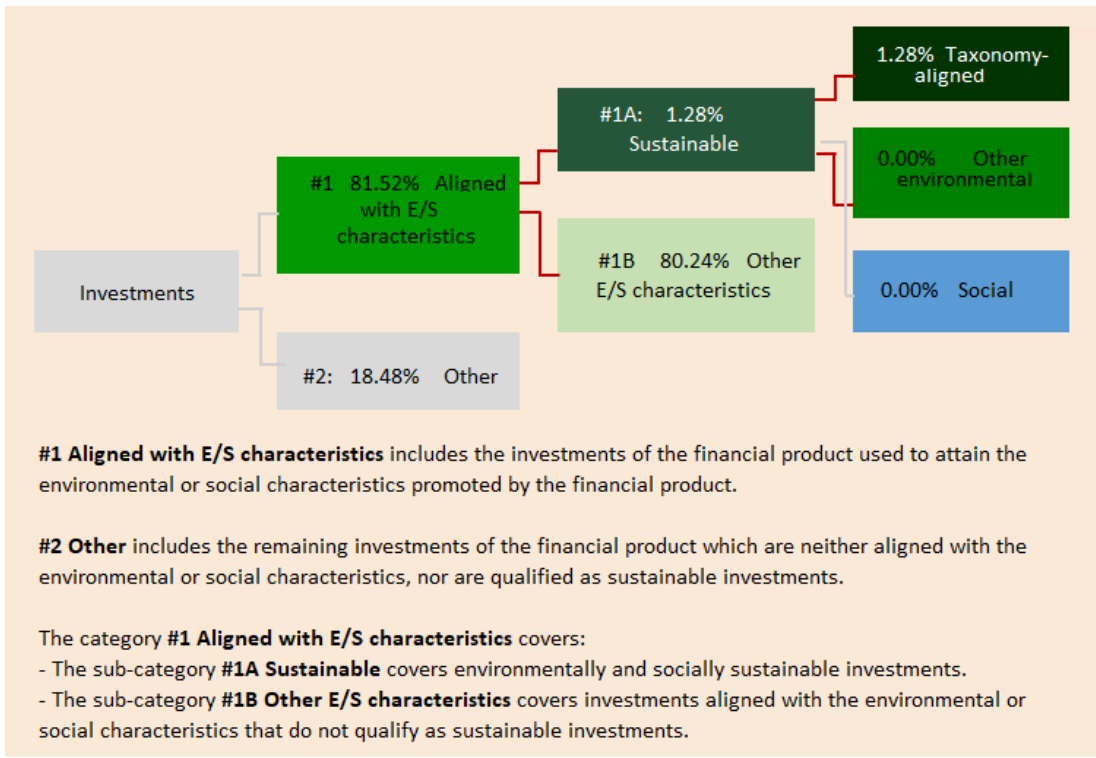 1.28% Taxonomy-
aligned
#1A: 1.28%
Sustainable
0.00% Other
environmental
#1 81.52% Aligned
with E/S
characteristics
#1B 80.24% Other
E/S characteristics
Investments
0.00% Social
#2: 18.48% Other
#1 Aligned with E/S characteristics includes the investments of the financial product used to attain the
environmental or social characteristics promoted by the financial product.
#2 Other includes the remaining investments of the financial product which are neither aligned with the
environmental or social characteristics, nor are qualified as sustainable investments.
The category #1 Aligned with E/S characteristics covers:
- The sub-category #1A Sustainable covers environmentally and socially sustainable investments.
- The sub-category #1B Other E/S characteristics covers investments aligned with the environmental or
social characteristics that do not qualify as sustainable investments.